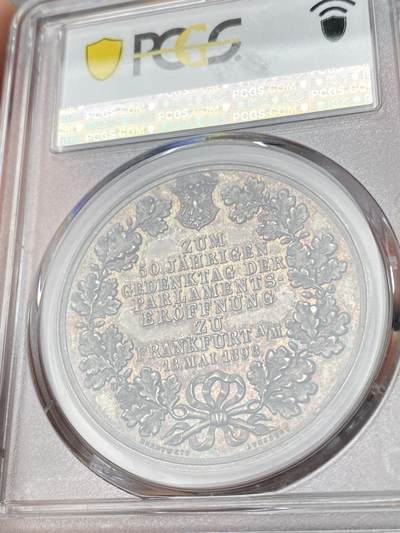 PCGS
PCGS.COM
ZUM
50 JÄHRIGEN
GEDENKTAG DER
PARLAMENTS-
ERÖFFNUNG
ZU
FRANKFURT A/M
18. MAI 1898.